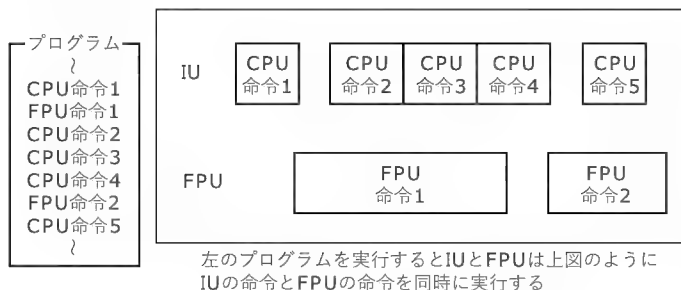 プログラム
~
CPU命令1
FPU命令1
CPU命令2
CPU命令3
CPU命令4
FPU命令2
CPU命令5
~
IU
CPU
命令1
CPU
命令2
CPU
命令3
CPU
命令4
CPU
命令5
FPU
FPU
命令1
FPU
命令2
左のプログラムを実行するとIUとFPUは上図のように
IUの命令とFPUの命令を同時に実行する